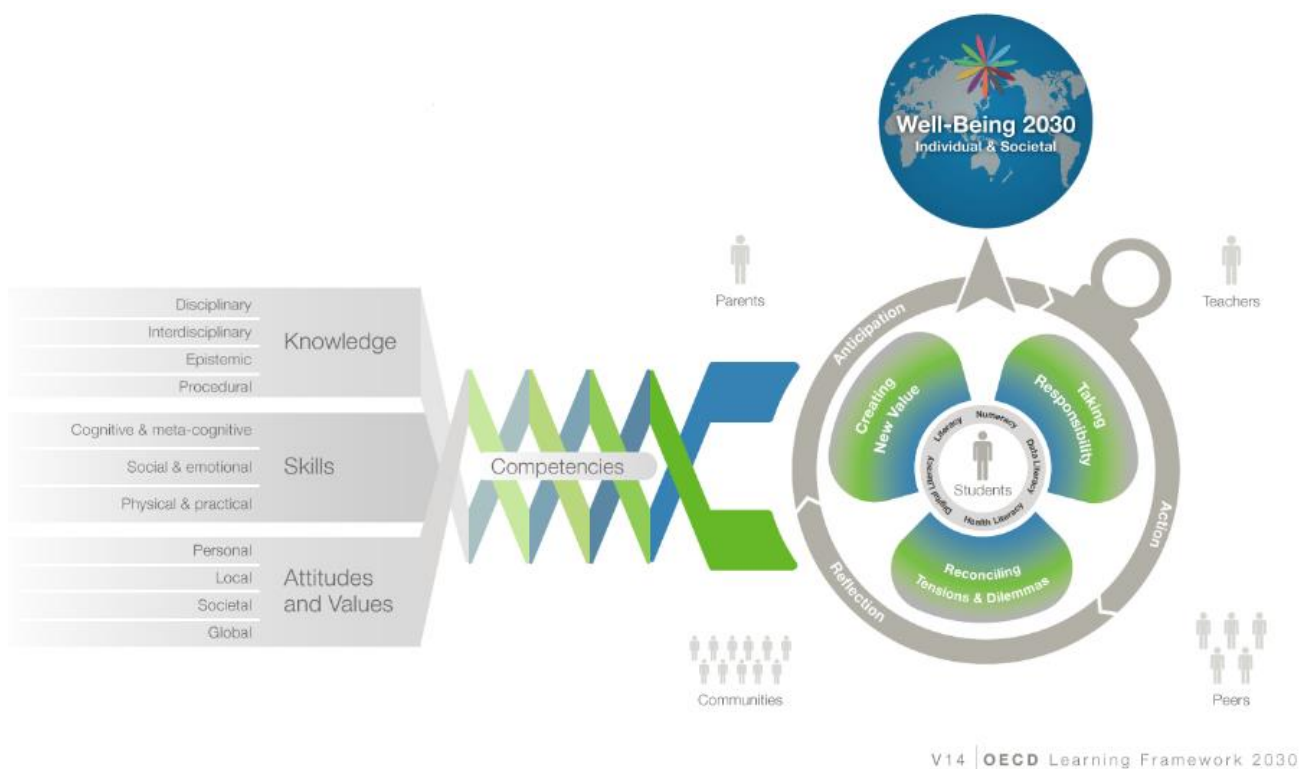 Well-Being 2030
Individual & Societal
Parents
Teachers
Disciplinary
Interdisciplinary
Epistemic
Procedural
Knowledge
Cognitive & meta-cognitive
Social & emotional
Physical & practical
Skills
Personal
Local
Societal
Global
Attitudes
and Values
Competencies
Anticipation
Action
Reflection
Creating
New Value
Taking
Responsibility
Reconciling
Tensions & Dilemmas
Literacy
Numeracy
Data Literacy
Health Literacy
Digital Literacy
Students
Communities
Peers
V14 | OECD Learning Framework 2030